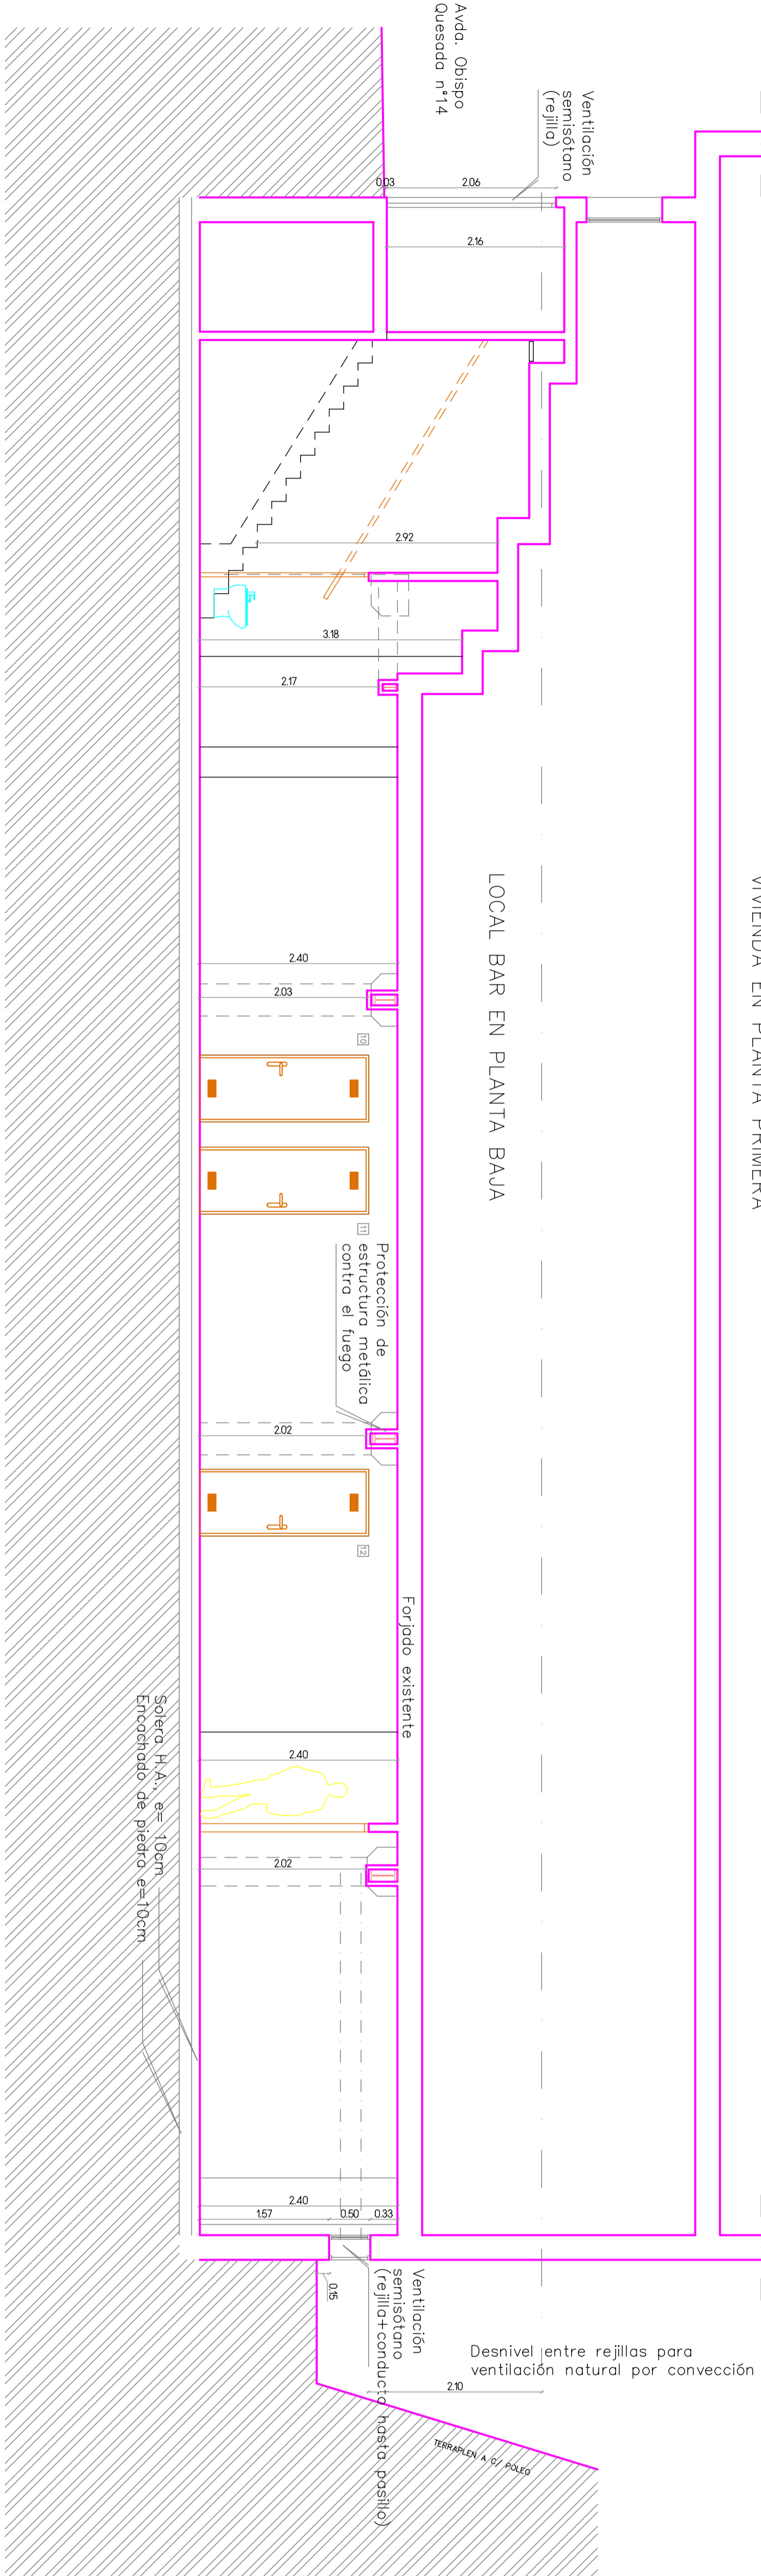 Avda. Obispo
Quesada nº14
Ventilación
semisótano
(rejilla)
0.03
2.06
2.16
2.92
3.18
2.17
LOCAL BAR EN PLANTA BAJA
VIVIENDA EN PLANTA PRIMERA
2.40
2.03
10
11
Protección de
estructura metálica
contra el fuego
2.02
12
Forjado existente
Solera H.A., e= 10cm
Encachado de piedra e=10cm
2.40
2.02
2.40
1.57
0.50
0.33
0.15
Ventilación
semisótano
(rejilla+conducto hasta pasillo)
Desnivel entre rejillas para
ventilación natural por convección
2.10
TERRAPLEN A C/ POLEO